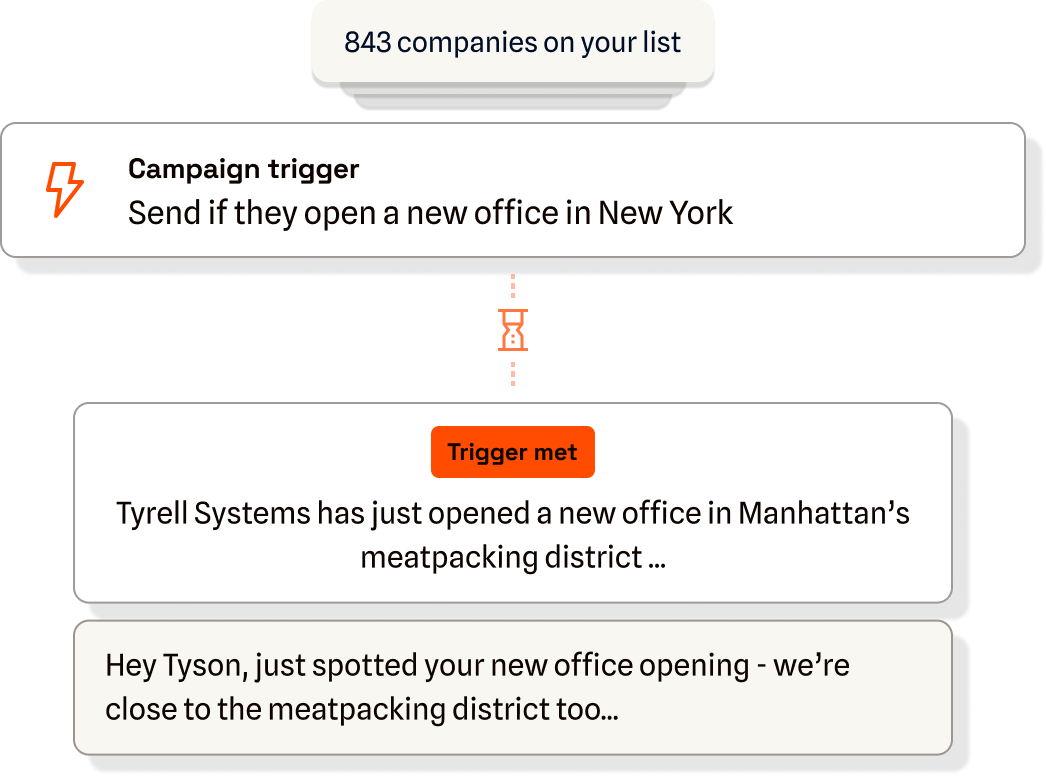 843 companies on your list
Campaign trigger
Send if they open a new office in New York
Trigger met
Tyrell Systems has just opened a new office in Manhattan’s
meatpacking district ...
Hey Tyson, just spotted your new office opening - we’re
close to the meatpacking district too...